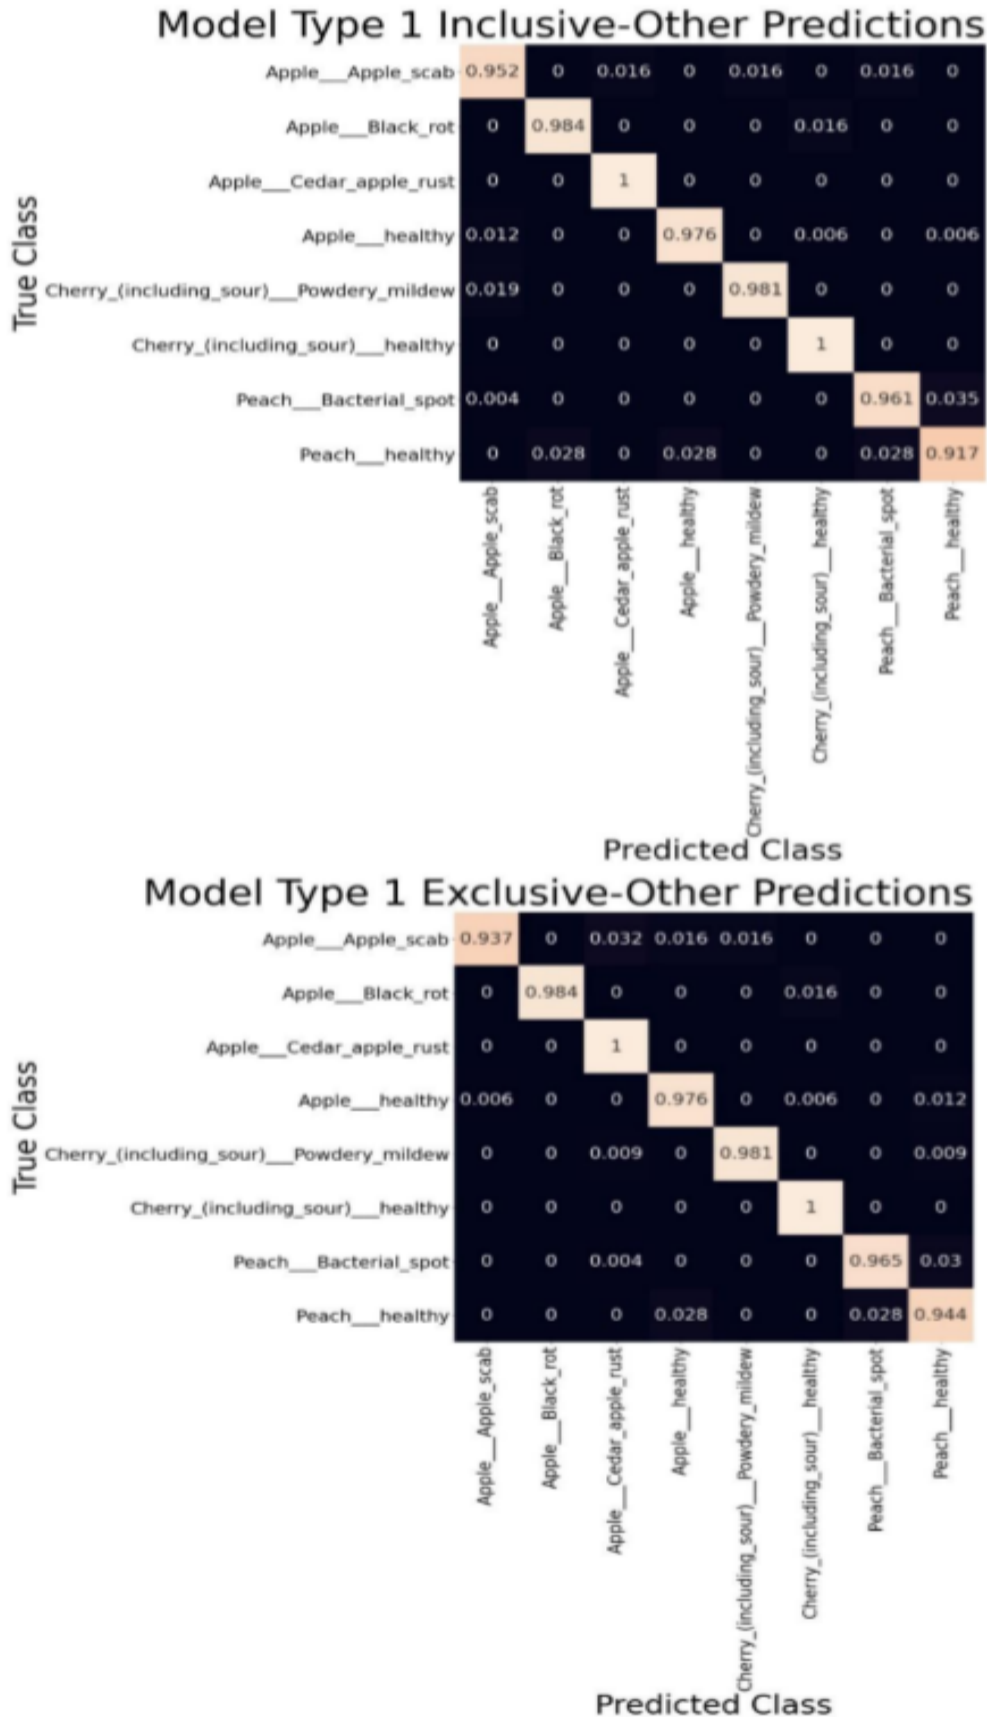 Model Type 1 Inclusive-Other Predictions
True Class
Apple___Apple_scab 0.952 0 0.016 0 0.016 0 0.016 0
Apple___Black_rot 0 0.984 0 0 0 0.016 0 0
Apple___Cedar_apple_rust 0 0 1 0 0 0 0 0
Apple___healthy 0.012 0 0 0.976 0 0.006 0 0.006
Cherry_(including_sour)___Powdery_mildew 0.019 0 0 0 0.981 0 0 0
Cherry_(including_sour)___healthy 0 0 0 0 0 1 0 0
Peach___Bacterial_spot 0.004 0 0 0 0 0 0.961 0.035
Peach___healthy 0 0.028 0 0.028 0 0 0.028 0.917
Apple___Apple_scab
Apple___Black_rot
Apple___Cedar_apple_rust
Apple___healthy
Cherry_(including_sour)___Powdery_mildew
Cherry_(including_sour)___healthy
Peach___Bacterial_spot
Peach___healthy
Predicted Class
Model Type 1 Exclusive-Other Predictions
True Class
Apple___Apple_scab 0.937 0 0.032 0.016 0.016 0 0 0
Apple___Black_rot 0 0.984 0 0 0 0.016 0 0
Apple___Cedar_apple_rust 0 0 1 0 0 0 0 0
Apple___healthy 0.006 0 0 0.976 0 0.006 0 0.012
Cherry_(including_sour)___Powdery_mildew 0 0 0.009 0 0.981 0 0 0.009
Cherry_(including_sour)___healthy 0 0 0 0 0 1 0 0
Peach___Bacterial_spot 0 0 0.004 0 0 0 0.965 0.03
Peach___healthy 0 0 0 0.028 0 0 0.028 0.944
Apple___Apple_scab
Apple___Black_rot
Apple___Cedar_apple_rust
Apple___healthy
Cherry_(including_sour)___Powdery_mildew
Cherry_(including_sour)___healthy
Peach___Bacterial_spot
Peach___healthy
Predicted Class